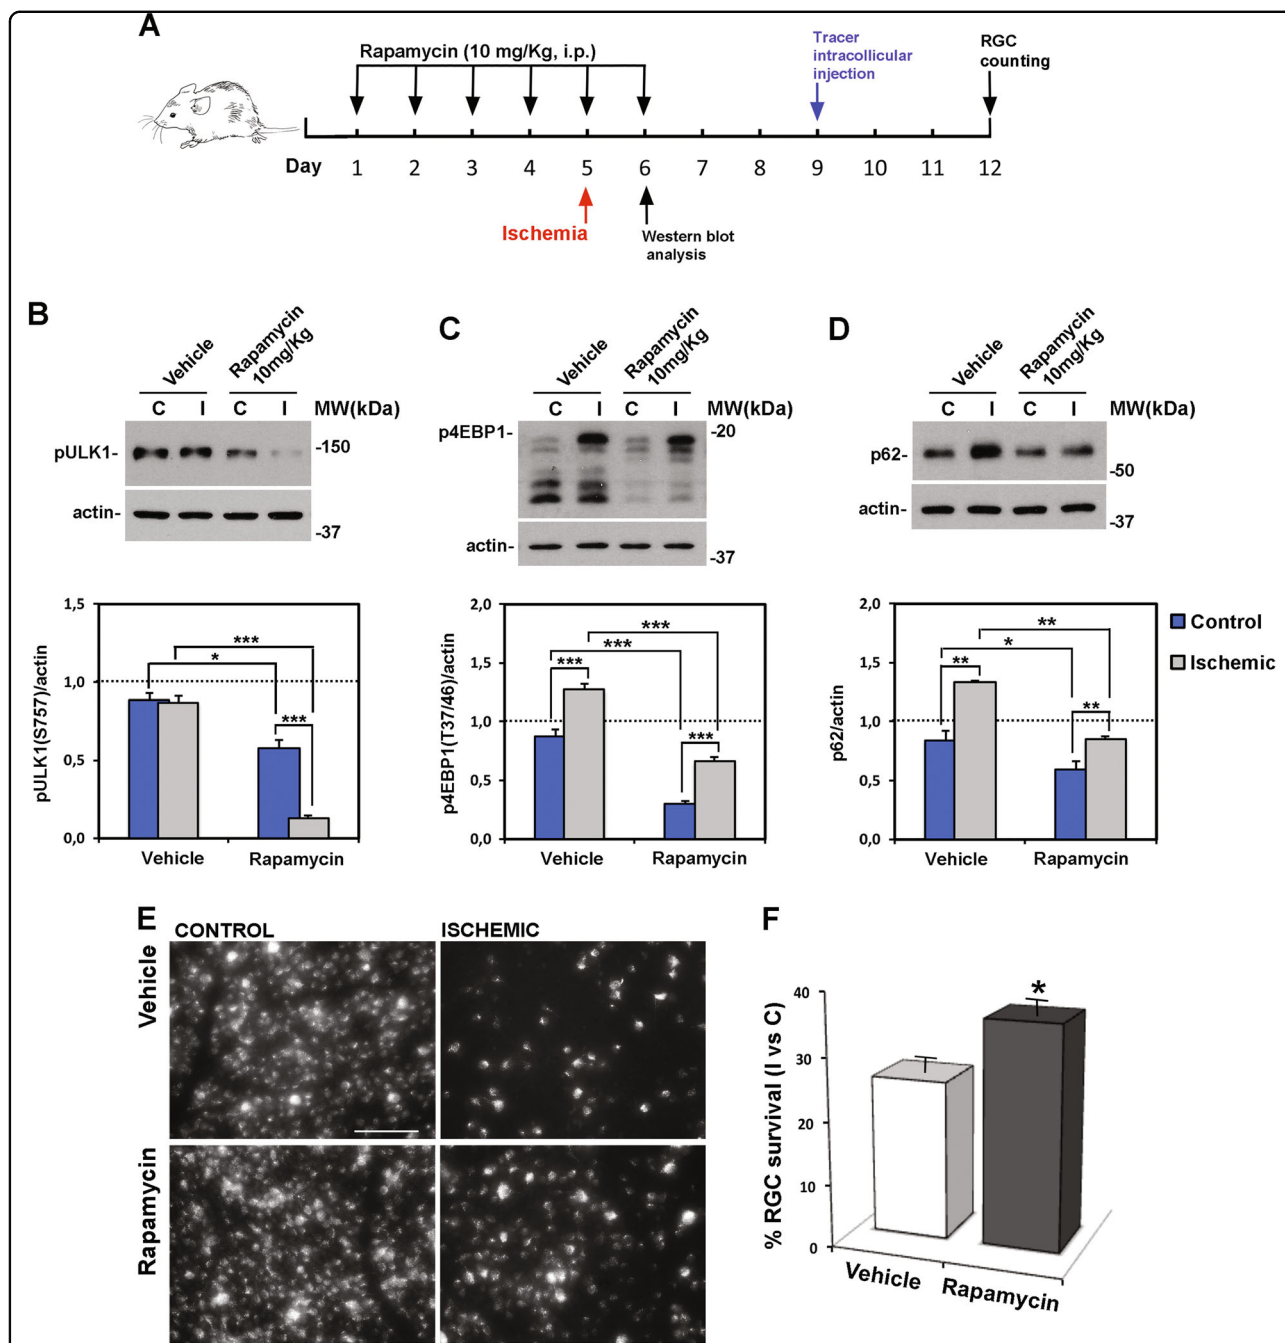 A
Rapamycin (10 mg/Kg, i.p.)
Tracer
intracollicular
injection
RGC
counting
Day 1 2 3 4 5 6 7 8 9 10 11 12
Ischemia
Western blot
analysis
B
Vehicle
Rapamycin
10mg/Kg
C I C I MW(kDa)
pULK1-
-150
actin-
-37
1,5
1,0
0,5
0,0
pULK1(S757)/actin
***
*
***
Vehicle Rapamycin
C
Vehicle
Rapamycin
10mg/Kg
C I C I MW(kDa)
p4EBP1-
-20
actin-
-37
2,0
1,5
1,0
0,5
0,0
p4EBP1(T37/46)/actin
***
***
***
***
Vehicle Rapamycin
D
Vehicle
Rapamycin
10mg/Kg
C I C I MW(kDa)
p62-
-50
actin-
-37
2,0
1,5
1,0
0,5
0,0
p62/actin
**
*
**
**
Vehicle Rapamycin
Control
Ischemic
E
CONTROL ISCHEMIC
Vehicle
Rapamycin
F
% RGC survival (I vs C)
40
30
20
10
0
*
Vehicle
Rapamycin